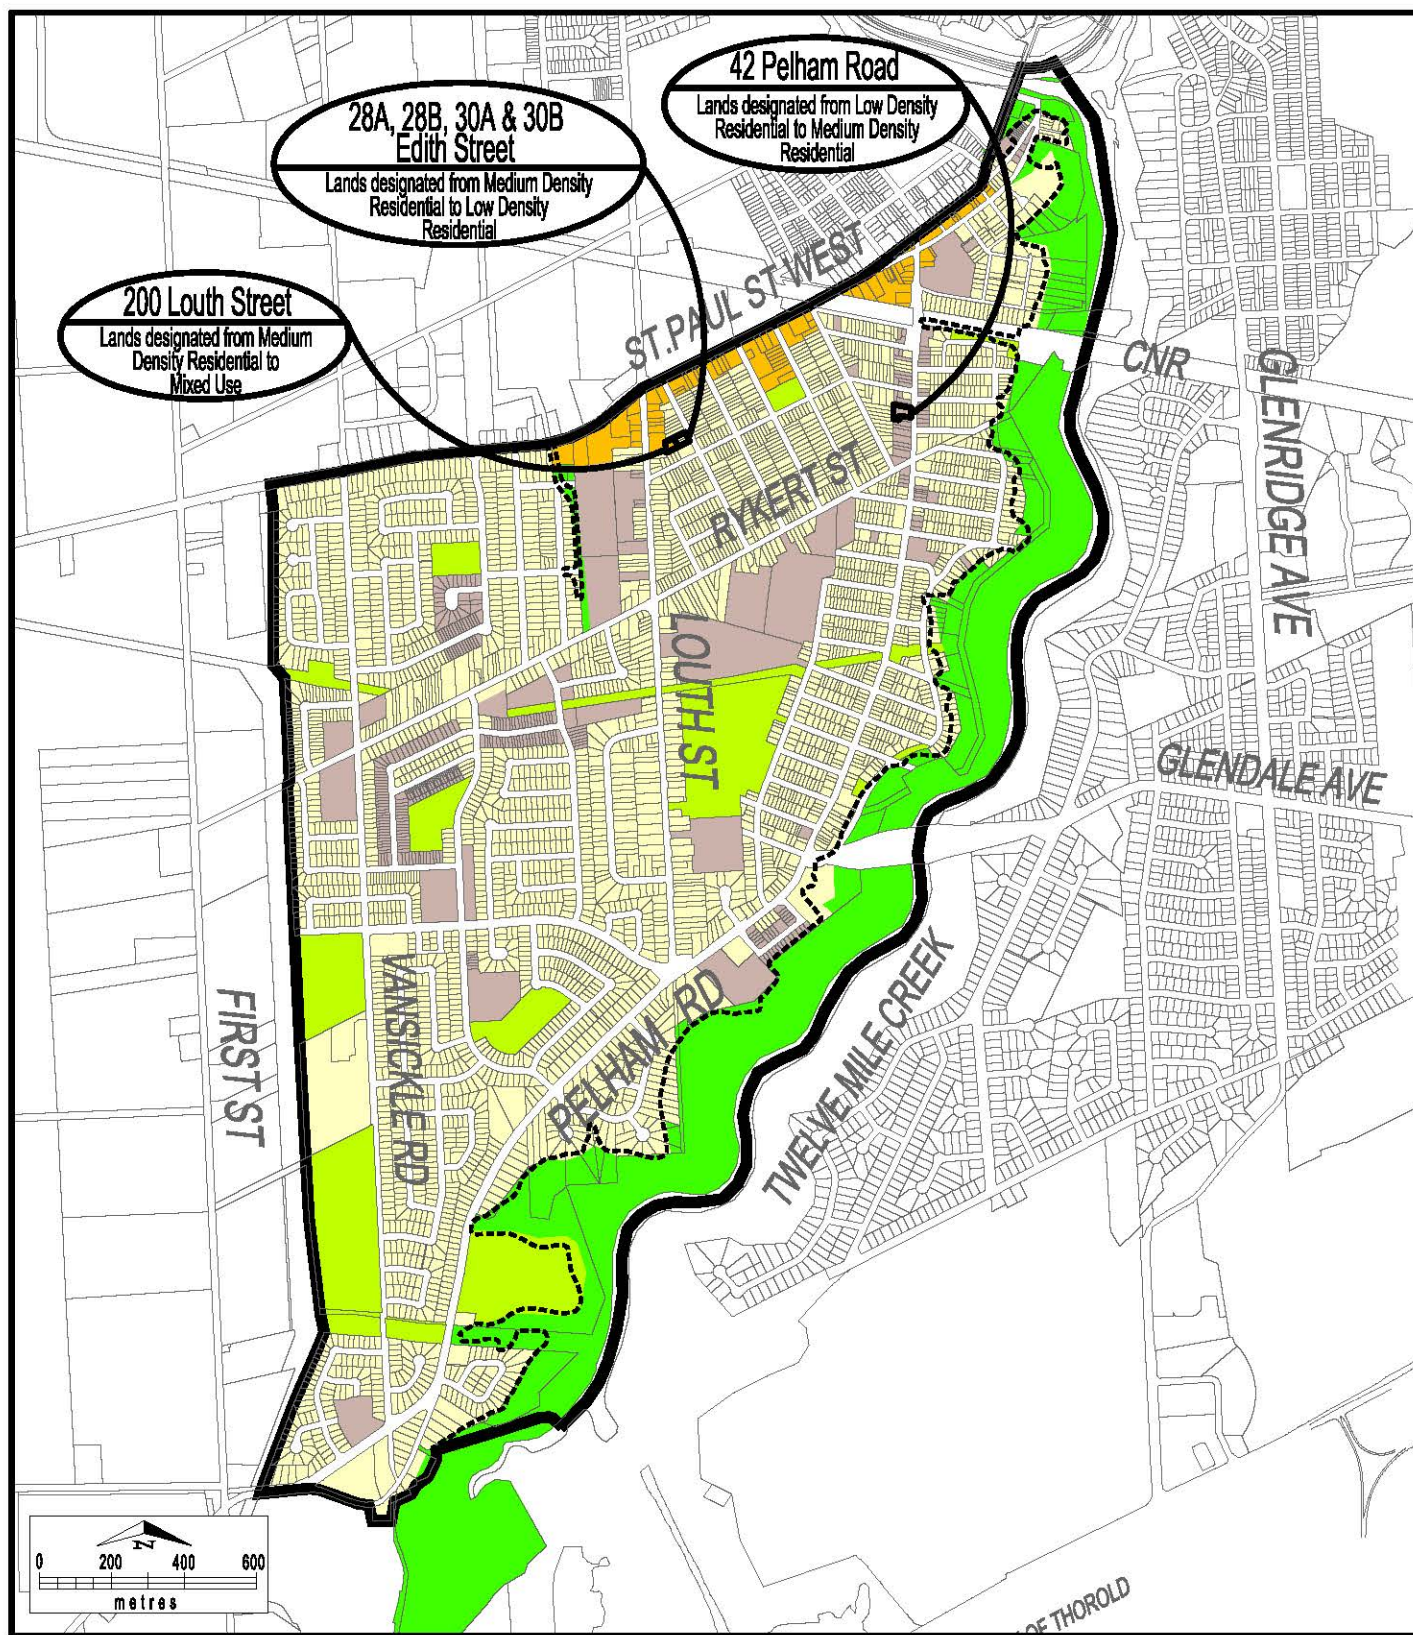 42 Pelham Road
Lands designated from Low Density
Residential to Medium Density
Residential
28A, 28B, 30A & 30B
Edith Street
Lands designated from Medium Density
Residential to Low Density
Residential
200 Louth Street
Lands designated from Medium
Density Residential to
Mixed Use
ST.PAUL ST WEST
CNR
GLENRIDGE AVE
RYKERT ST
LOUTH ST
GLENDALE AVE
VANSICKLE RD
FIRST ST
PELHAM RD
TWELVE MILE CREEK
N
0 200 400 600
metres
OF THOROLD